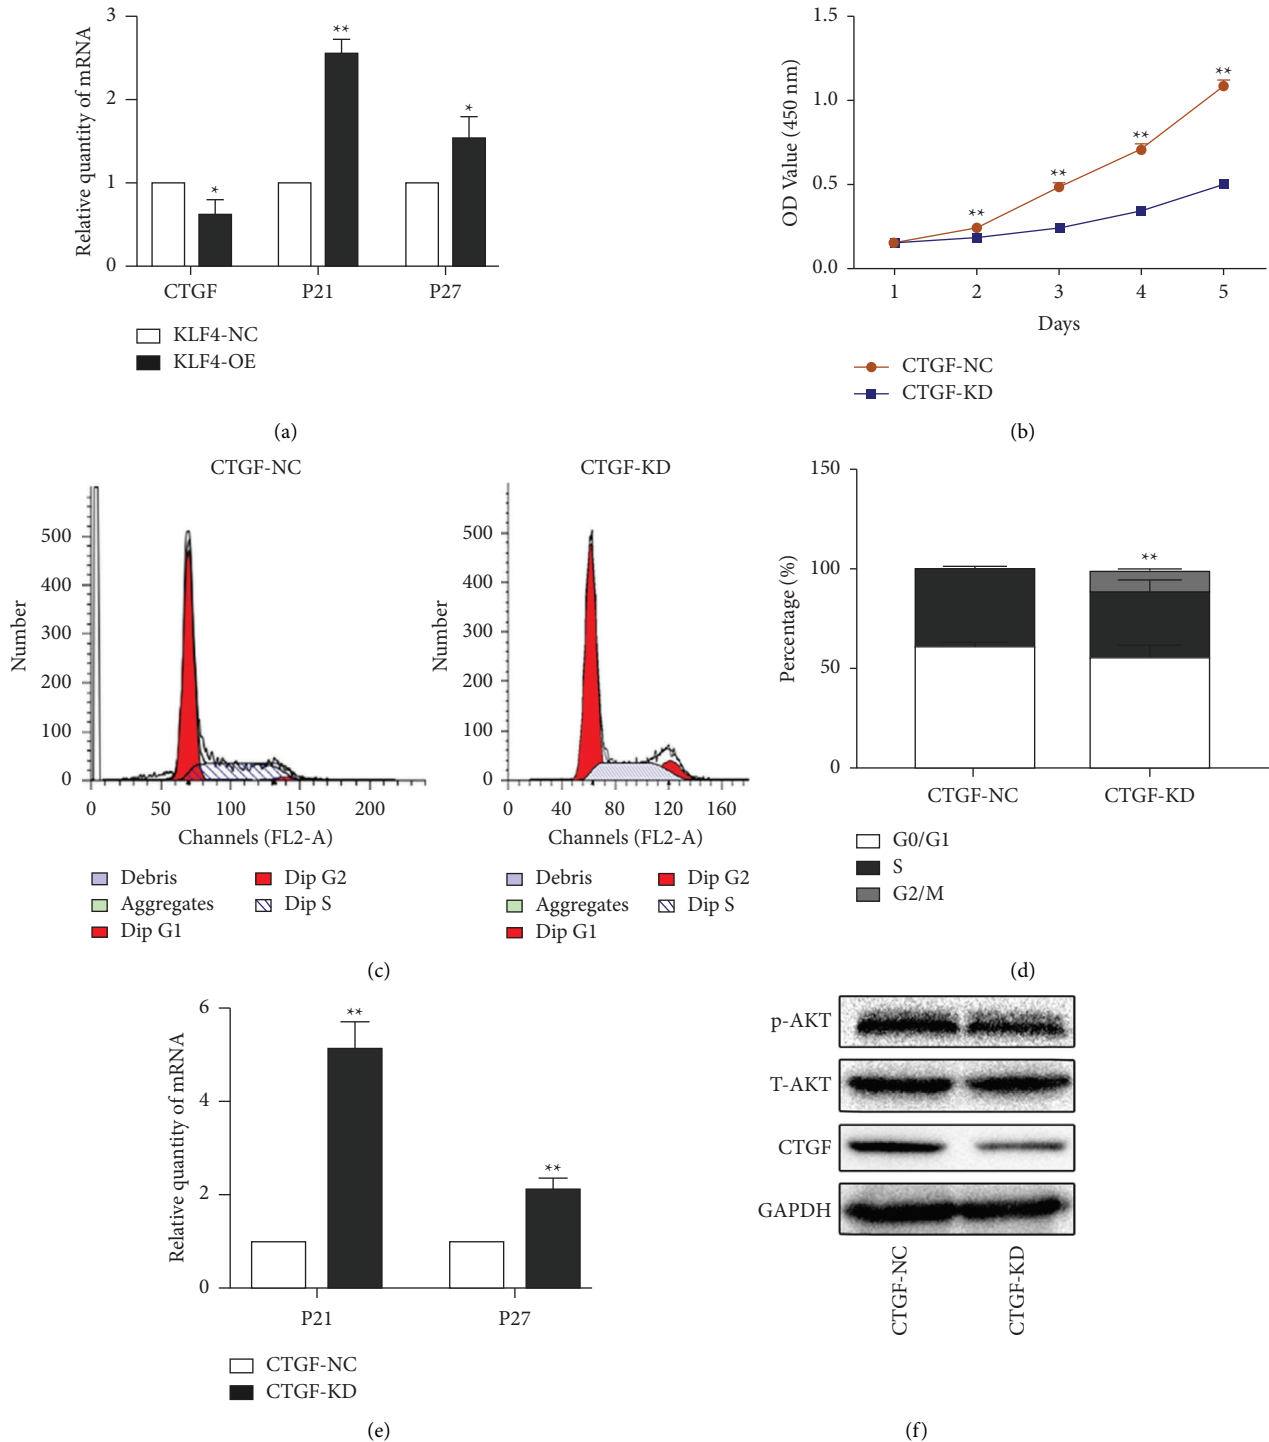 Relative quantity of mRNA
3
2
1
0
*
**
*
CTGF
P21
P27
KLF4-NC
KLF4-OE
(a)
OD Value (450 nm)
1.5
1.0
0.5
0.0
**
**
**
**
1
2
3
4
5
Days
CTGF-NC
CTGF-KD
(b)
CTGF-NC
Number
500
400
300
200
100
0
0
50
100
150
200
Channels (FL2-A)
Debris
Aggregates
Dip G1
Dip G2
Dip S
CTGF-KD
Number
500
400
300
200
100
0
0
40
80
120
160
Channels (FL2-A)
Debris
Aggregates
Dip G1
Dip G2
Dip S
(c)
Percentage (%)
150
100
50
0
**
CTGF-NC
CTGF-KD
G0/G1
S
G2/M
(d)
Relative quantity of mRNA
6
4
2
0
**
**
P21
P27
CTGF-NC
CTGF-KD
(e)
p-AKT
T-AKT
CTGF
GAPDH
CTGF-NC
CTGF-KD
(f)